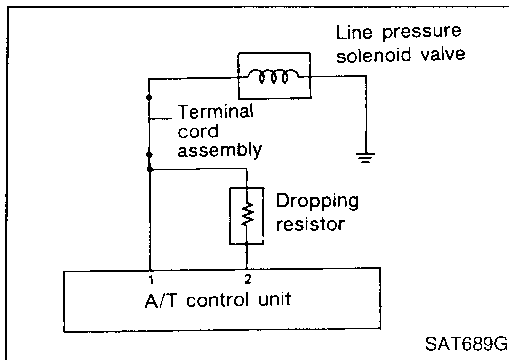 Line pressure
solenoid valve
Terminal
cord
assembly
Dropping
resistor
1 2
A/T control unit
SAT689G